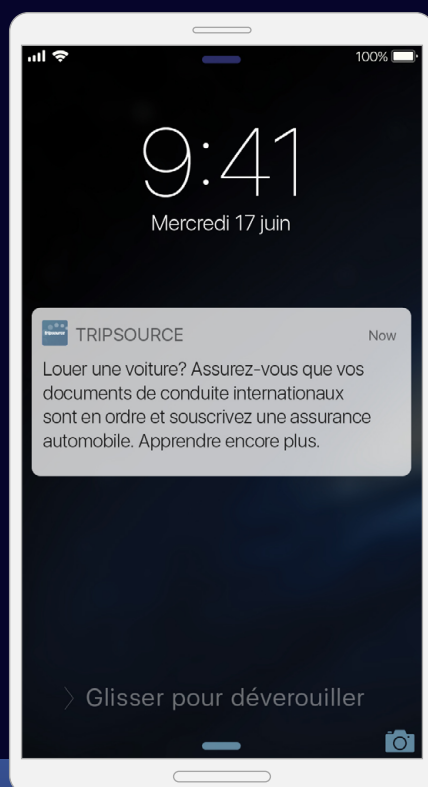 100%
9:41
Mercredi 17 juin
TRIPSOURCE
Now
Louer une voiture? Assurez-vous que vos
documents de conduite internationaux
sont en ordre et souscrivez une assurance
automobile. Apprendre encore plus.
Glisser pour déverouiller